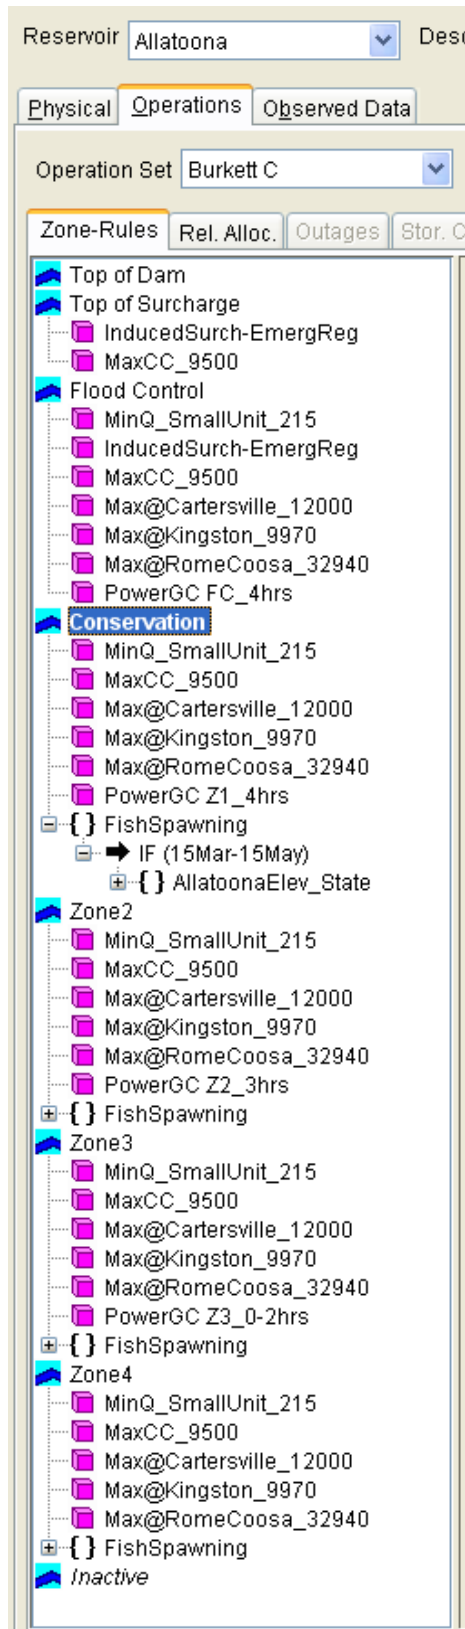 Reservoir Allatoona Desc
Physical Operations Observed Data
Operation Set Burkett C
Zone-Rules Rel. Alloc. Outages Stor. C
Top of Dam
Top of Surcharge
InducedSurch-EmergReg
MaxCC_9500
Flood Control
MinQ_SmallUnit_215
InducedSurch-EmergReg
MaxCC_9500
Max@Cartersville_12000
Max@Kingston_9970
Max@RomeCoosa_32940
PowerGC FC_4hrs
Conservation
MinQ_SmallUnit_215
MaxCC_9500
Max@Cartersville_12000
Max@Kingston_9970
Max@RomeCoosa_32940
PowerGC Z1_4hrs
{ } FishSpawning
IF (15Mar-15May)
{ } AllatoonaElev_State
Zone2
MinQ_SmallUnit_215
MaxCC_9500
Max@Cartersville_12000
Max@Kingston_9970
Max@RomeCoosa_32940
PowerGC Z2_3hrs
{ } FishSpawning
Zone3
MinQ_SmallUnit_215
MaxCC_9500
Max@Cartersville_12000
Max@Kingston_9970
Max@RomeCoosa_32940
PowerGC Z3_0-2hrs
{ } FishSpawning
Zone4
MinQ_SmallUnit_215
MaxCC_9500
Max@Cartersville_12000
Max@Kingston_9970
Max@RomeCoosa_32940
{ } FishSpawning
Inactive